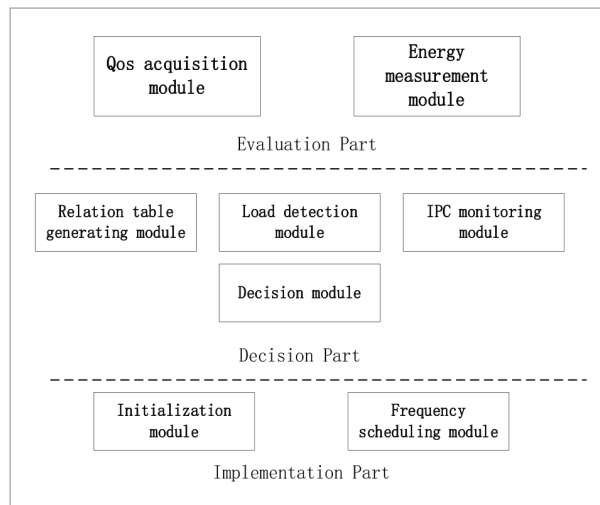 Qos acquisition
module
Energy
measurement
module
Evaluation Part
Relation table
generating module
Load detection
module
IPC monitoring
module
Decision module
Decision Part
Initialization
module
Frequency
scheduling module
Implementation Part